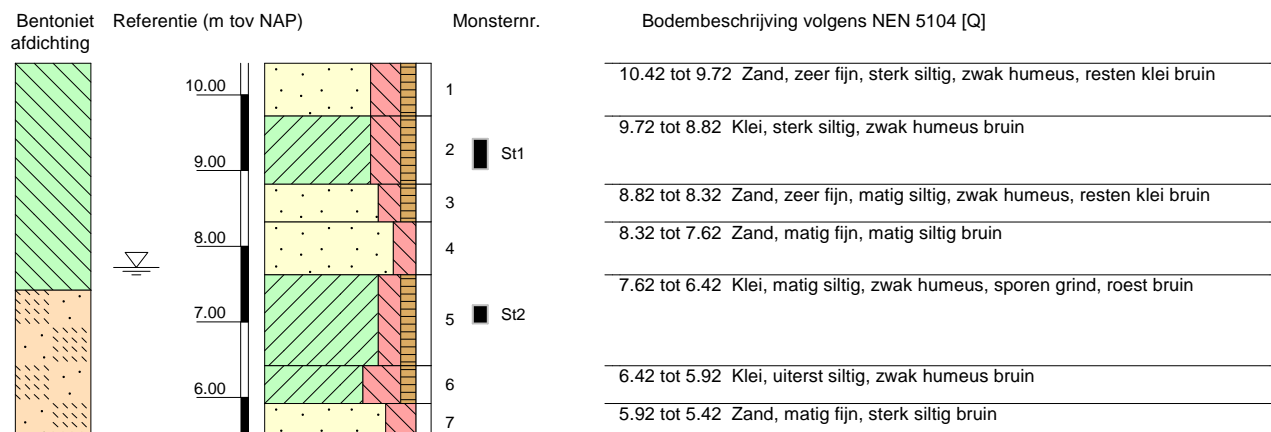 Bentoniet afdichting
Referentie (m tov NAP)
Monsternr.
Bodembeschrijving volgens NEN 5104 [Q]
10.00
1
10.42 tot 9.72 Zand, zeer fijn, sterk siltig, zwak humeus, resten klei bruin
9.00
2
St1
9.72 tot 8.82 Klei, sterk siltig, zwak humeus bruin
3
8.82 tot 8.32 Zand, zeer fijn, matig siltig, zwak humeus, resten klei bruin
8.00
4
8.32 tot 7.62 Zand, matig fijn, matig siltig bruin
7.00
5
St2
7.62 tot 6.42 Klei, matig siltig, zwak humeus, sporen grind, roest bruin
6.00
6
6.42 tot 5.92 Klei, uiterst siltig, zwak humeus bruin
7
5.92 tot 5.42 Zand, matig fijn, sterk siltig bruin